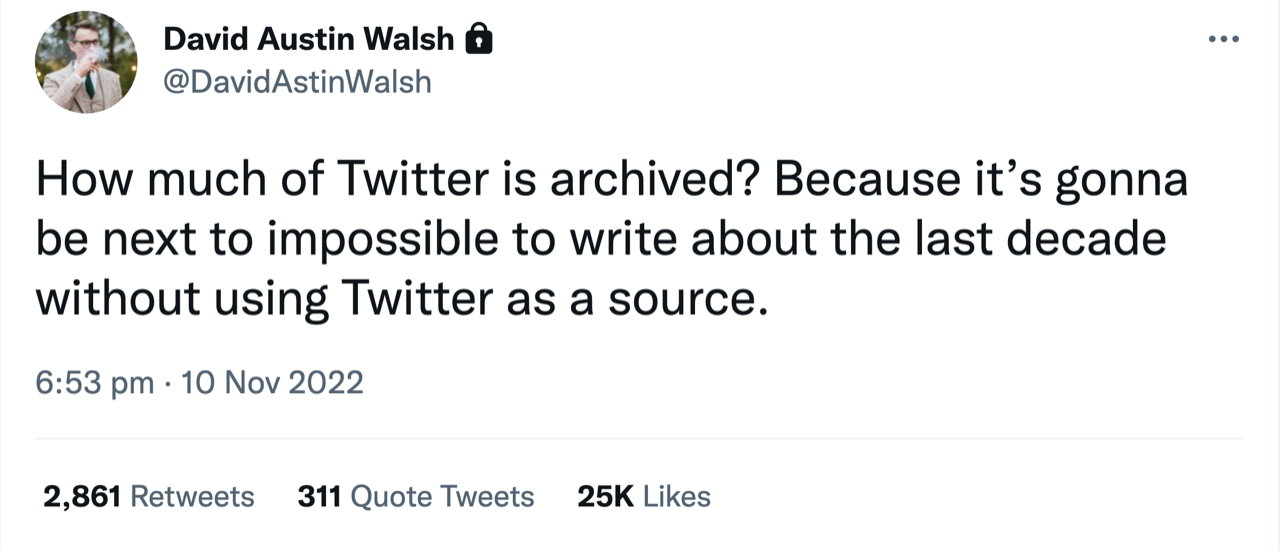 David Austin Walsh
@DavidAstinWalsh
How much of Twitter is archived? Because it’s gonna
be next to impossible to write about the last decade
without using Twitter as a source.
6:53 pm · 10 Nov 2022
2,861 Retweets 311 Quote Tweets 25K Likes